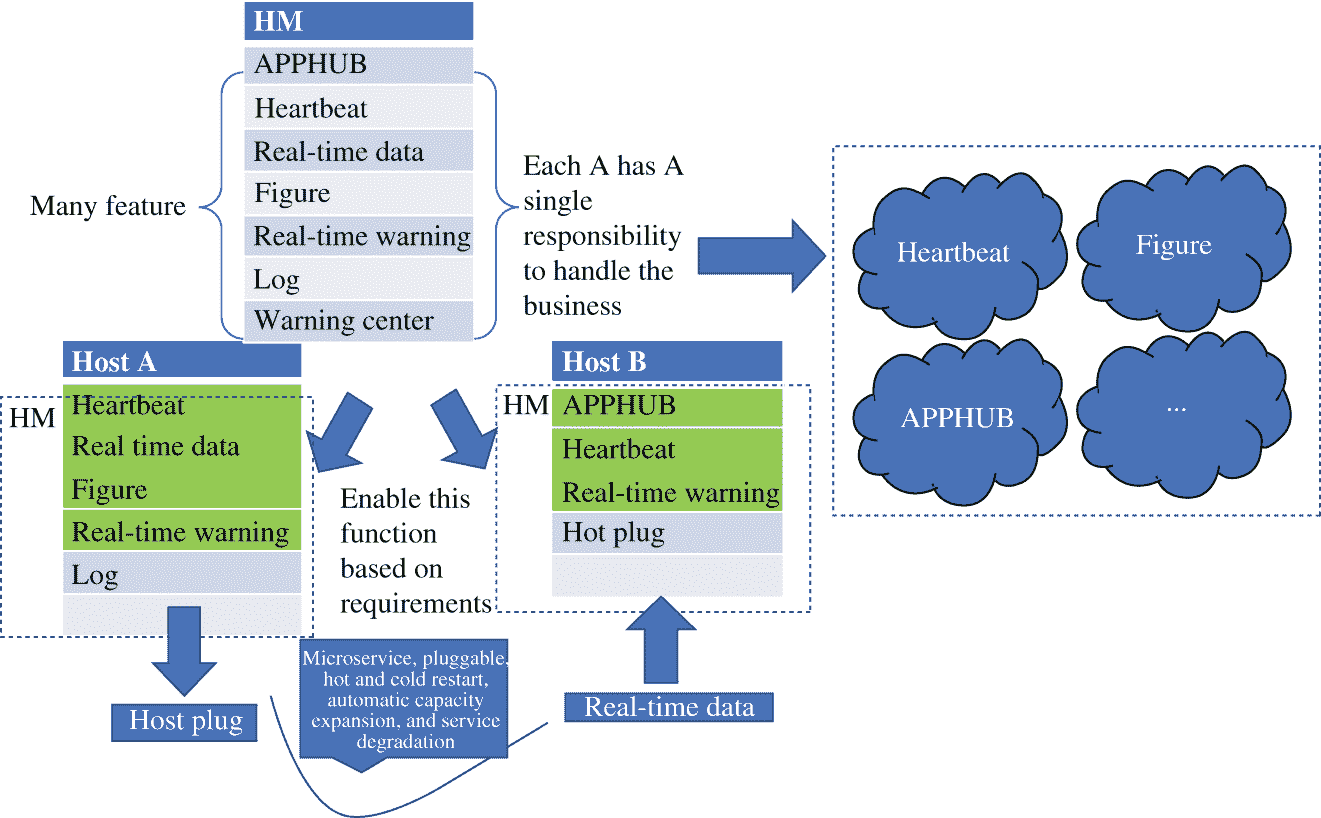 HM
APPHUB
Heartbeat
Real-time data
Figure
Real-time warning
Log
Warning center
Many feature
Each A has A
single
responsibility
to handle the
business
Heartbeat
Figure
APPHUB
...
Host A
HM
Heartbeat
Real time data
Figure
Real-time warning
Log
Enable this
function
based on
requirements
Host B
HM
APPHUB
Heartbeat
Real-time warning
Hot plug
Host plug
Microservice, pluggable,
hot and cold restart,
automatic capacity
expansion, and service
degradation
Real-time data